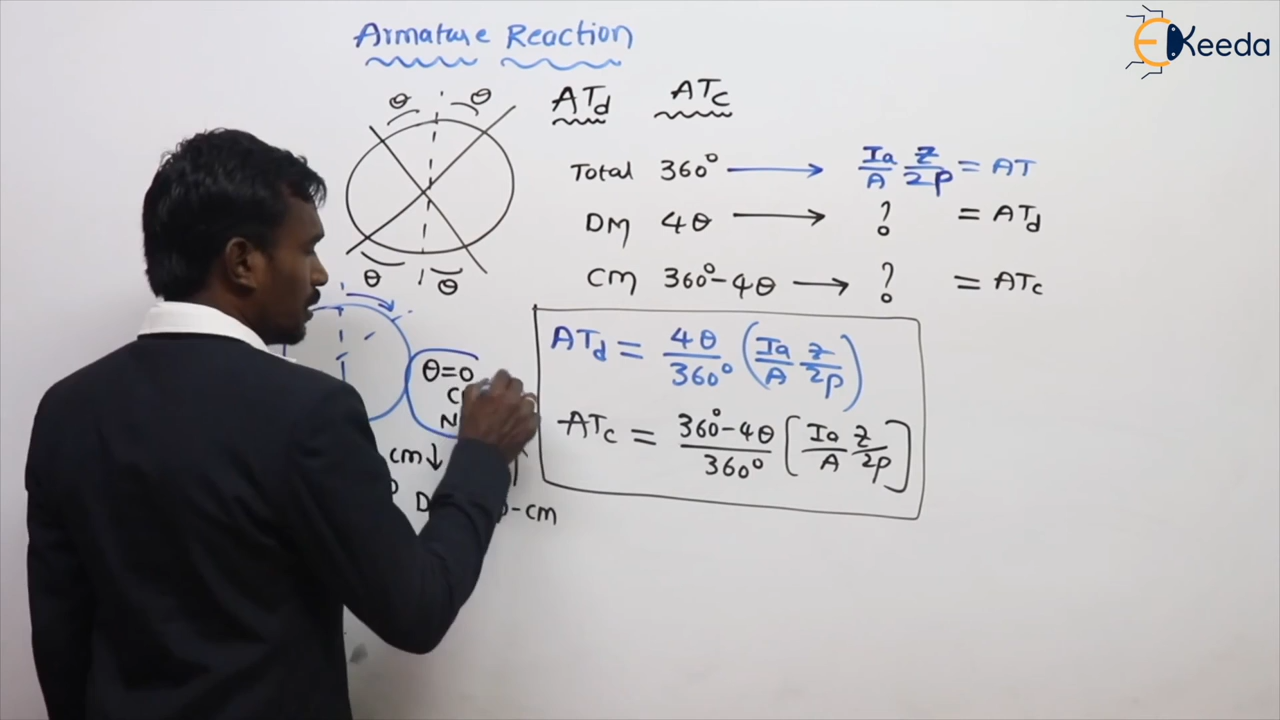 Armature Reaction
EKeeda
θ θ
θ θ
ATd ATc
Total 360° → Ia/A Z/2p = AT
DM 4θ → ? = ATd
CM 360°-4θ → ? = ATc
ATd = 4θ/360° (Ia/A Z/2p)
ATc = 360°-4θ/360° [Ia/A Z/2p]
θ=0
cm↓
-cm